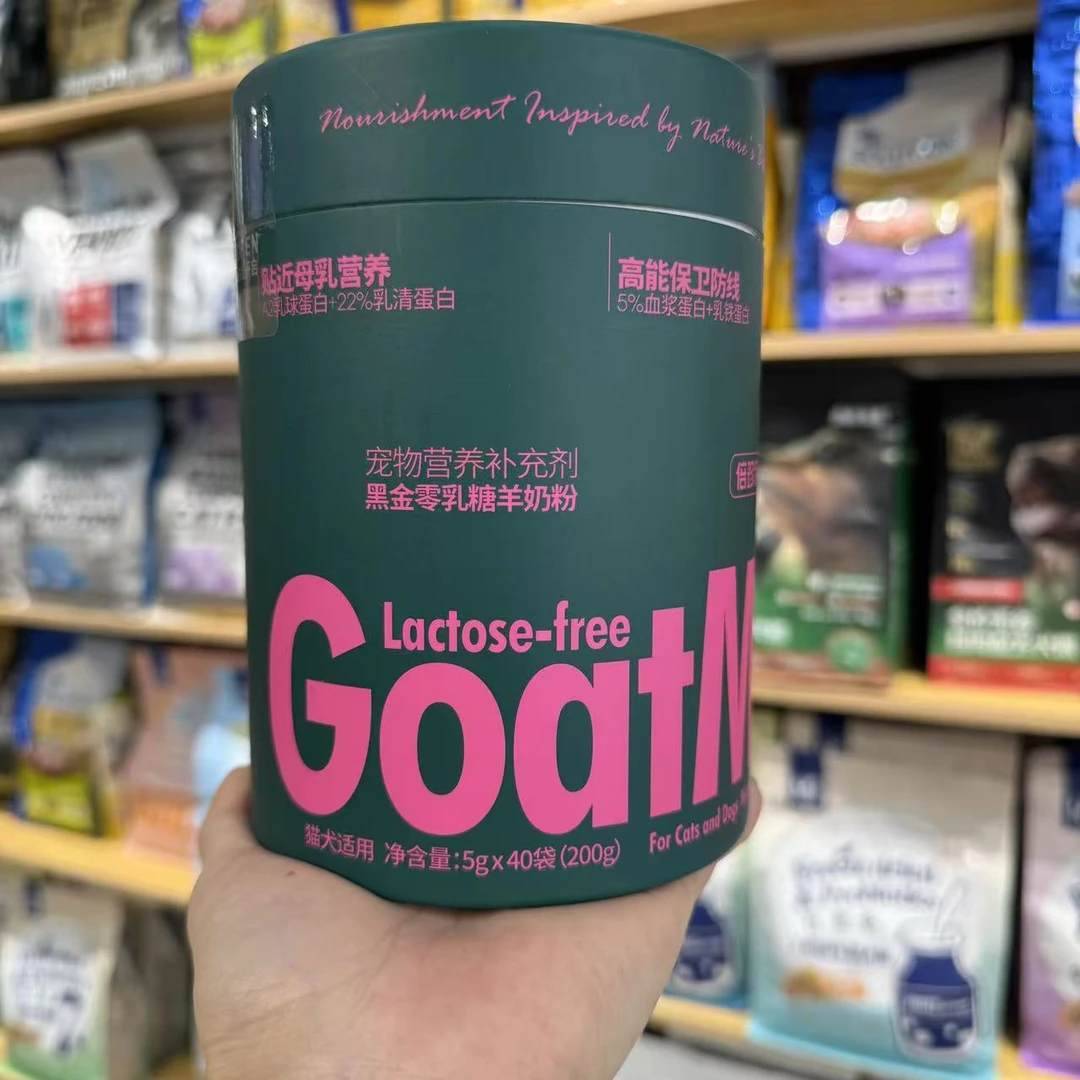 Nourishment Inspired by Nature's
贴近母乳营养
A2乳球蛋白+22%乳清蛋白
高能保卫防线
5%血浆蛋白+乳铁蛋白
宠物营养补充剂
黑金零乳糖羊奶粉
倍
Lactose-free
GoatM
猫犬适用 净含量:5g×40袋(200g)
For Cats and Dogs